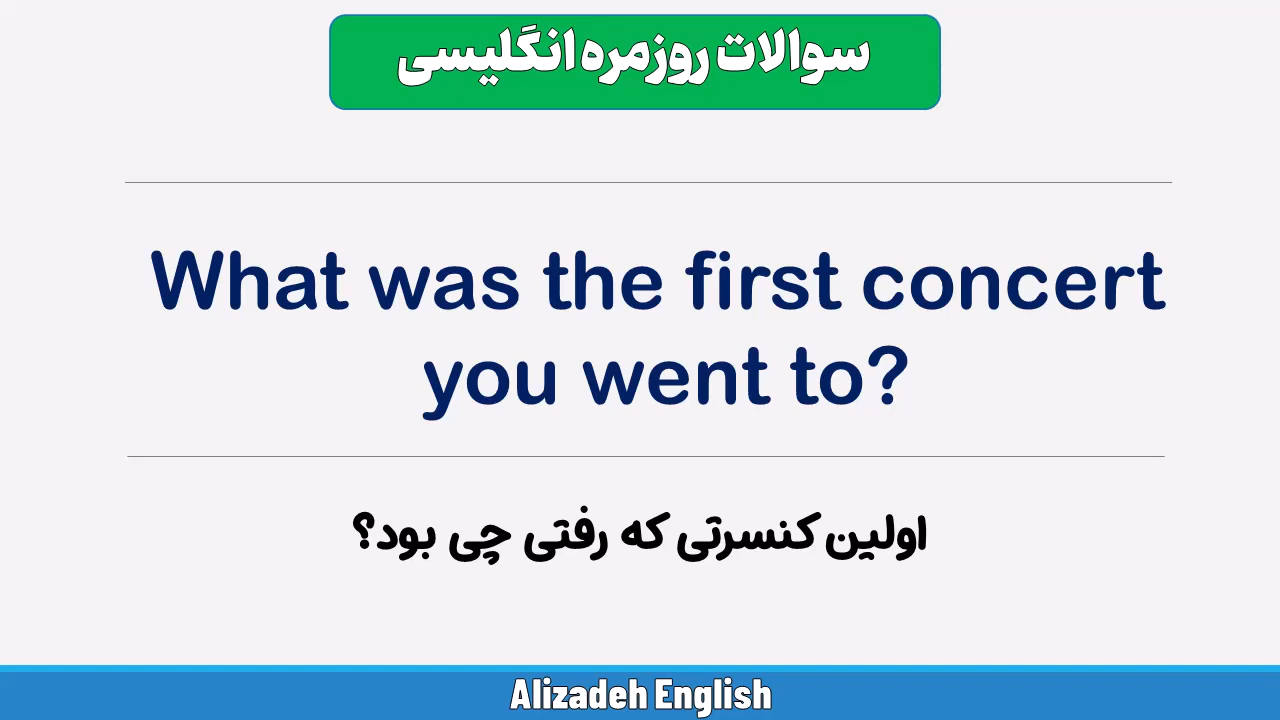 سوالات روزمره انگلیسی
What was the first concert
you went to?
اولین کنسرتی که رفتی چی بود؟
Alizadeh English